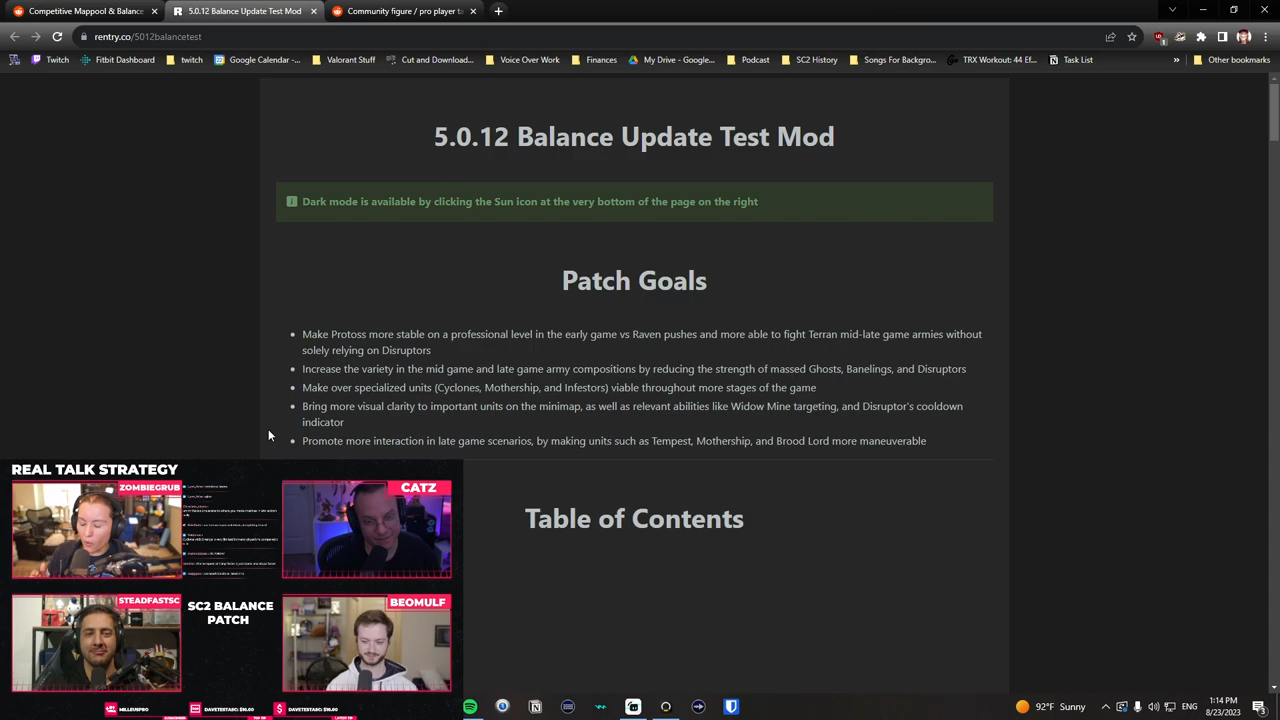 Competitive Mappool & Balance
5.0.12 Balance Update Test Mod
Community figure / pro player ta
rentry.co/5012balancetest
Twitch
Fitbit Dashboard
twitch
Google Calendar -...
Valorant Stuff
Cut and Download...
Voice Over Work
Finances
My Drive - Google...
Podcast
SC2 History
Songs For Backgro...
TRX Workout: 44 Ef...
Task List
»
Other bookmarks
5.0.12 Balance Update Test Mod
Dark mode is available by clicking the Sun icon at the very bottom of the page on the right
Patch Goals
Make Protoss more stable on a professional level in the early game vs Raven pushes and more able to fight Terran mid-late game armies without
solely relying on Disruptors
Increase the variety in the mid game and late game army compositions by reducing the strength of massed Ghosts, Banelings, and Disruptors
Make over specialized units (Cyclones, Mothership, and Infestors) viable throughout more stages of the game
Bring more visual clarity to important units on the minimap, as well as relevant abilities like Widow Mine targeting, and Disruptor's cooldown
indicator
Promote more interaction in late game scenarios, by making units such as Tempest, Mothership, and Brood Lord more maneuverable
Table of Contents
REAL TALK STRATEGY
ZOMBIEGRUB
CATZ
STEADFASTSC
SC2 BALANCE
PATCH
BEOMULF
MILLEUXPRO
DAVETESTASC: $16.00
DAVETESTASC: $16.00
92°F Sunny
ENG
1:14 PM
8/23/2023